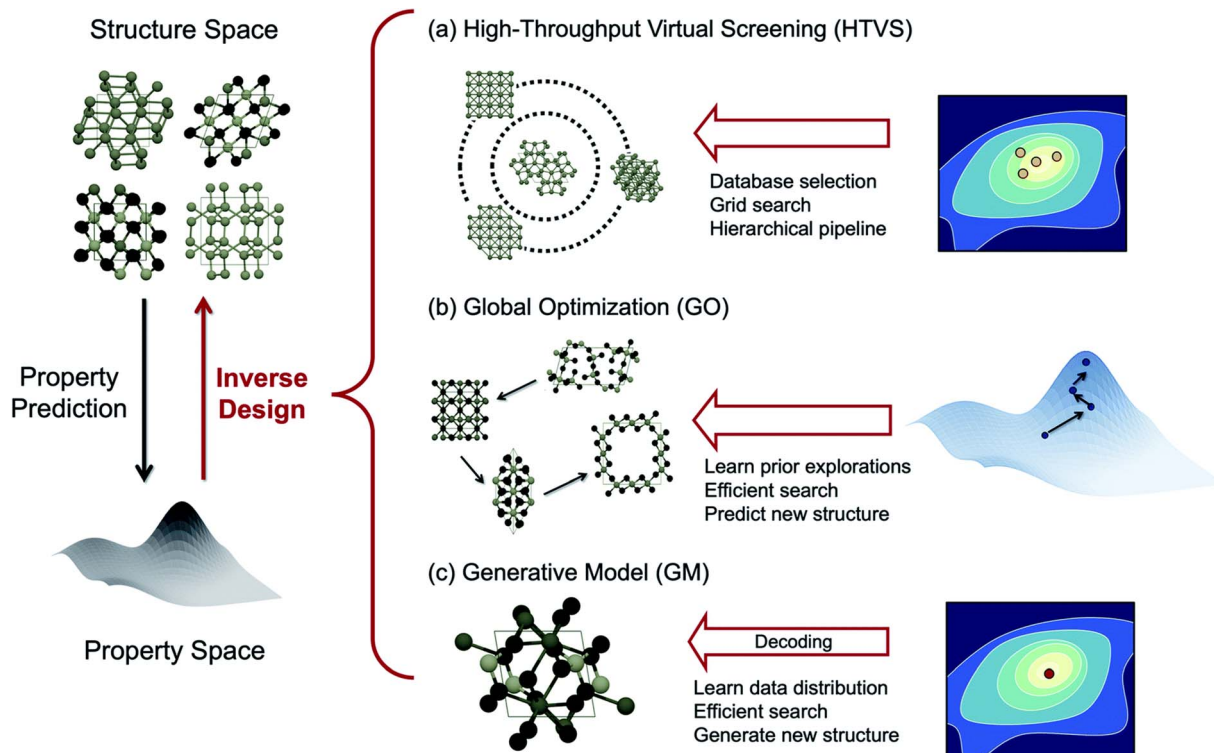 Structure Space
Property
Prediction
Inverse
Design
Property Space
(a) High-Throughput Virtual Screening (HTVS)
Database selection
Grid search
Hierarchical pipeline
(b) Global Optimization (GO)
Learn prior explorations
Efficient search
Predict new structure
(c) Generative Model (GM)
Decoding
Learn data distribution
Efficient search
Generate new structure